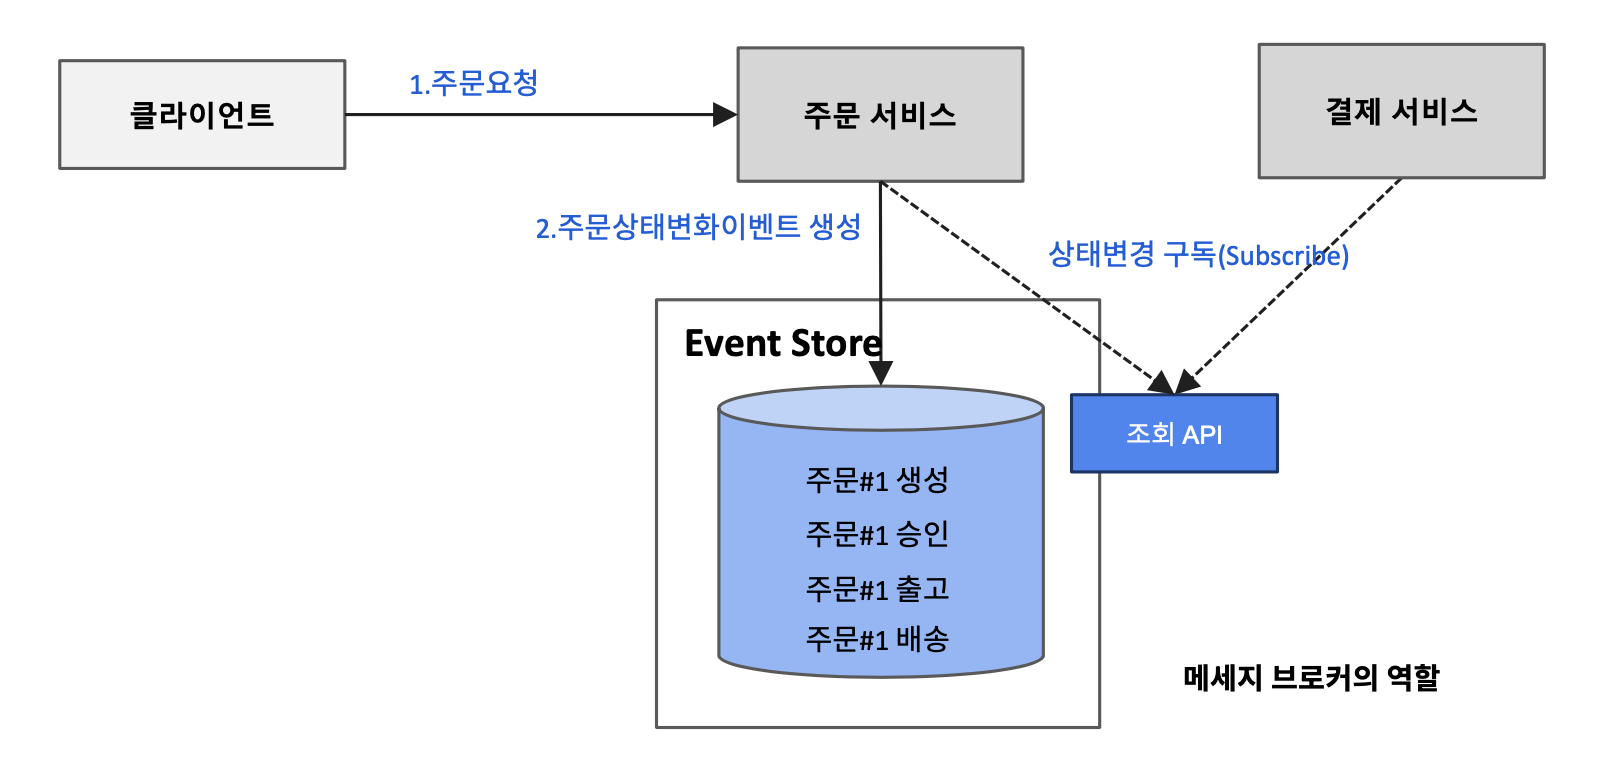 클라이언트
1.주문요청
주문 서비스
결제 서비스
2.주문상태변화이벤트 생성
상태변경 구독(Subscribe)
Event Store
조회 API
주문#1 생성
주문#1 승인
주문#1 출고
주문#1 배송
메세지 브로커의 역할